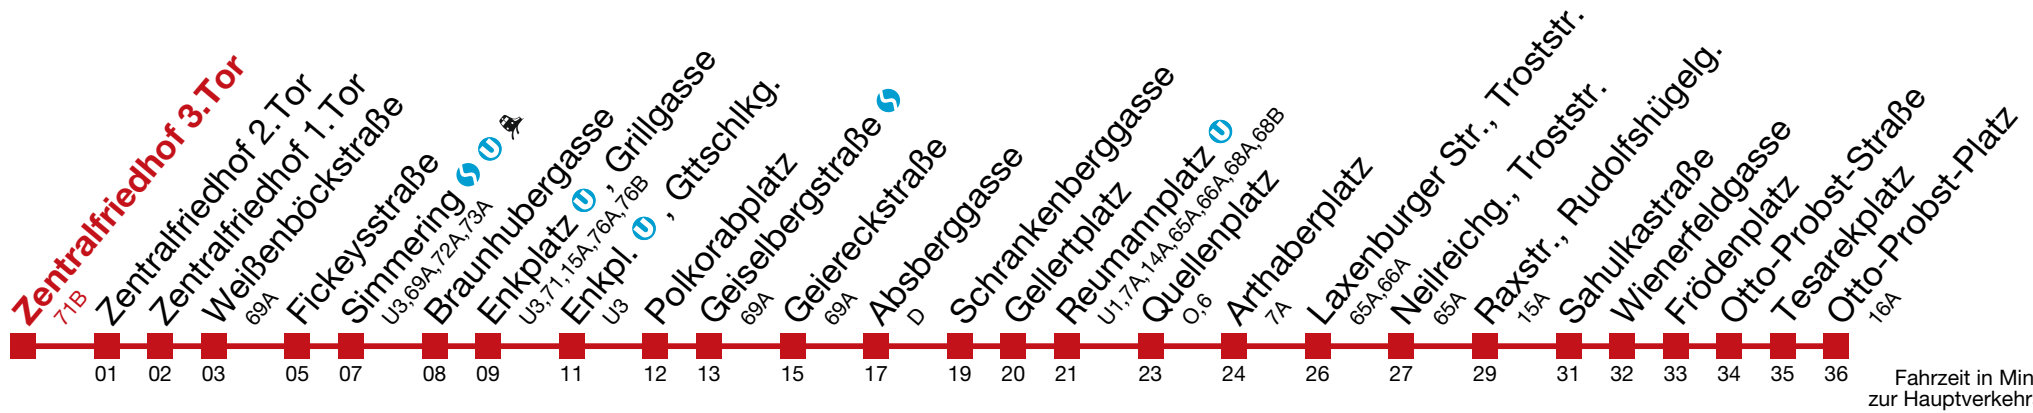 Zentralfriedhof 3.Tor
71B
Zentralfriedhof 2.Tor
Zentralfriedhof 1.Tor
Weißenböckstraße
69A
Fickeysstraße
Simmering S U
U3,69A,72A,73A
Braunhubergasse
Enkplatz U , Grillgasse
U3,71,15A,76A,76B
Enkpl. U , Gttschlkg.
U3
Polkorabplatz
Geiselbergstraße S
69A
Geiereckstraße
69A
Absberggasse
D
Schrankenberggasse
Gellertplatz
Reumannplatz U
U1,7A,14A,65A,66A,68A,68B
Quellenplatz
O,6
Arthaberplatz
7A
Laxenburger Str., Troststr.
65A,66A
Neilreichg., Troststr.
65A
Raxstr., Rudolfshügelg.
15A
Sahulkastraße
Wienerfeldgasse
Frödenplatz
Otto-Probst-Straße
Tesarekplatz
Otto-Probst-Platz
16A
01 02 03 05 07 08 09 11 12 13 15 17 19 20 21 23 24 26 27 29 31 32 33 34 35 36
Fahrzeit in Min
zur Hauptverkehr